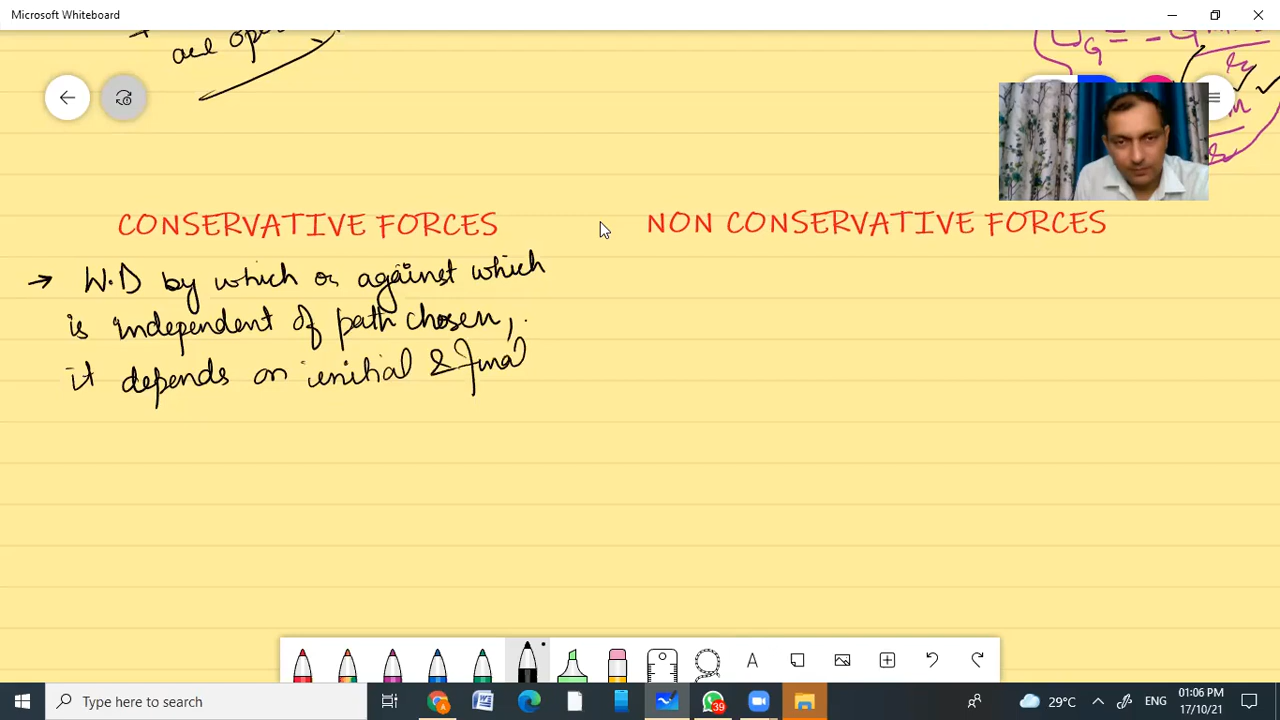 Microsoft Whiteboard
CONSERVATIVE FORCES
NON CONSERVATIVE FORCES
→ W.D by which or against which
is independent of path chosen,
it depends on initial & final
A
Type here to search
39
29°C
ENG
01:06 PM
17/10/21